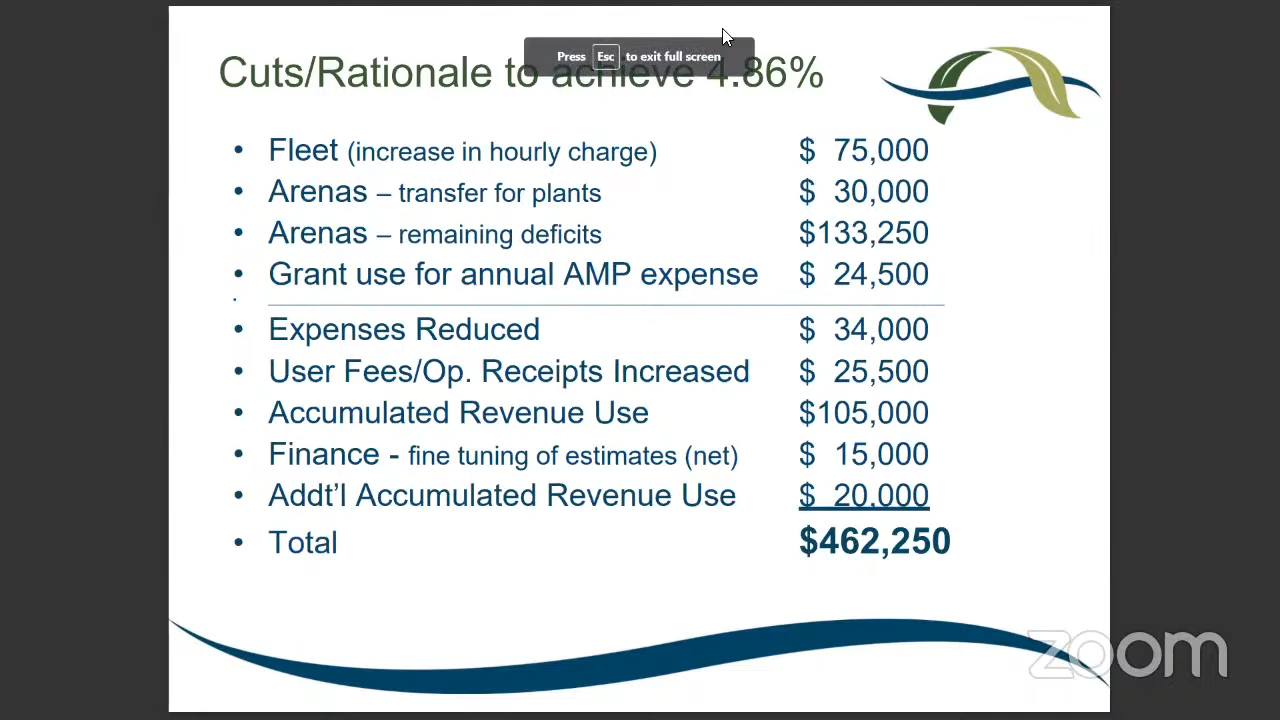 Press Esc to exit full screen
Cuts/Rationale to achieve 4.86%
• Fleet (increase in hourly charge) $ 75,000
• Arenas – transfer for plants $ 30,000
• Arenas – remaining deficits $133,250
• Grant use for annual AMP expense $ 24,500
•
• Expenses Reduced $ 34,000
• User Fees/Op. Receipts Increased $ 25,500
• Accumulated Revenue Use $105,000
• Finance - fine tuning of estimates (net) $ 15,000
• Addt'l Accumulated Revenue Use $ 20,000
• Total $462,250
zoom